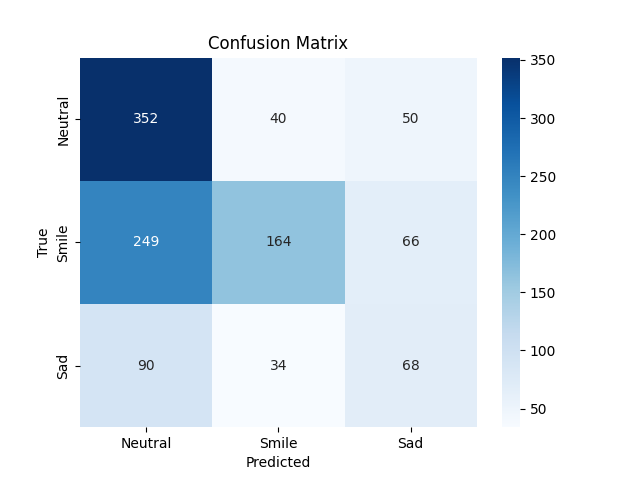 Confusion Matrix
Neutral 352 40 50
Smile 249 164 66
Sad 90 34 68
True
Neutral Smile Sad
Predicted
350
300
250
200
150
100
50